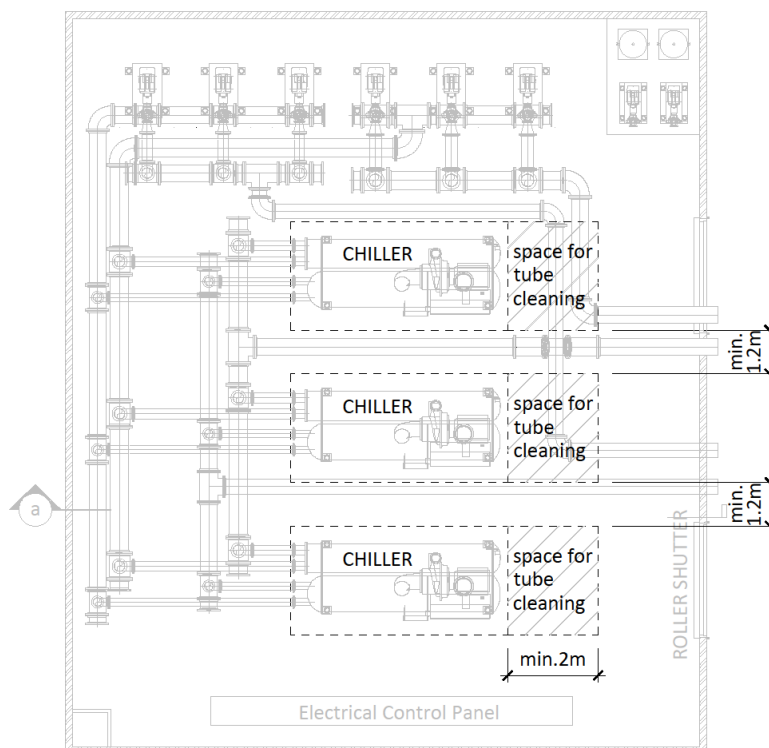 CHILLER
space for
tube
cleaning
min.
1.2m
CHILLER
space for
tube
cleaning
a
min.
1.2m
CHILLER
space for
tube
cleaning
ROLLER SHUTTER
min.2m
Electrical Control Panel